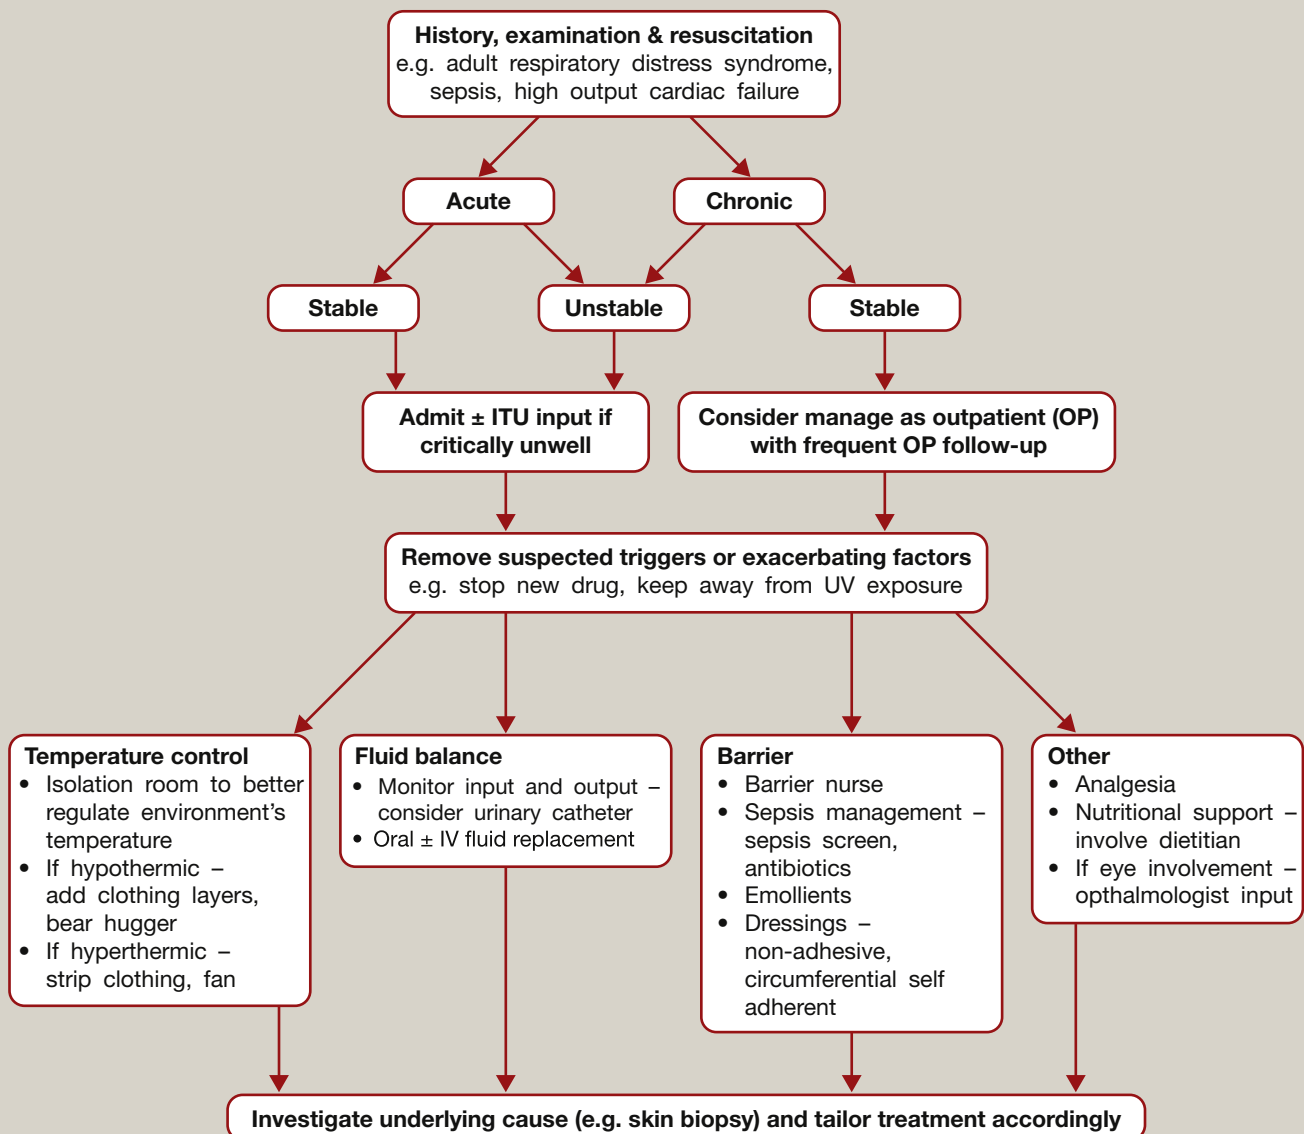 History, examination & resuscitation
e.g. adult respiratory distress syndrome,
sepsis, high output cardiac failure
Acute
Chronic
Stable
Unstable
Stable
Admit ± ITU input if
critically unwell
Consider manage as outpatient (OP)
with frequent OP follow-up
Remove suspected triggers or exacerbating factors
e.g. stop new drug, keep away from UV exposure
Temperature control
• Isolation room to better
regulate environment's
temperature
• If hypothermic –
add clothing layers,
bear hugger
• If hyperthermic –
strip clothing, fan
Fluid balance
• Monitor input and output –
consider urinary catheter
• Oral ± IV fluid replacement
Barrier
• Barrier nurse
• Sepsis management –
sepsis screen,
antibiotics
• Emollients
• Dressings –
non-adhesive,
circumferential self
adherent
Other
• Analgesia
• Nutritional support –
involve dietitian
• If eye involvement –
opthalmologist input
Investigate underlying cause (e.g. skin biopsy) and tailor treatment accordingly